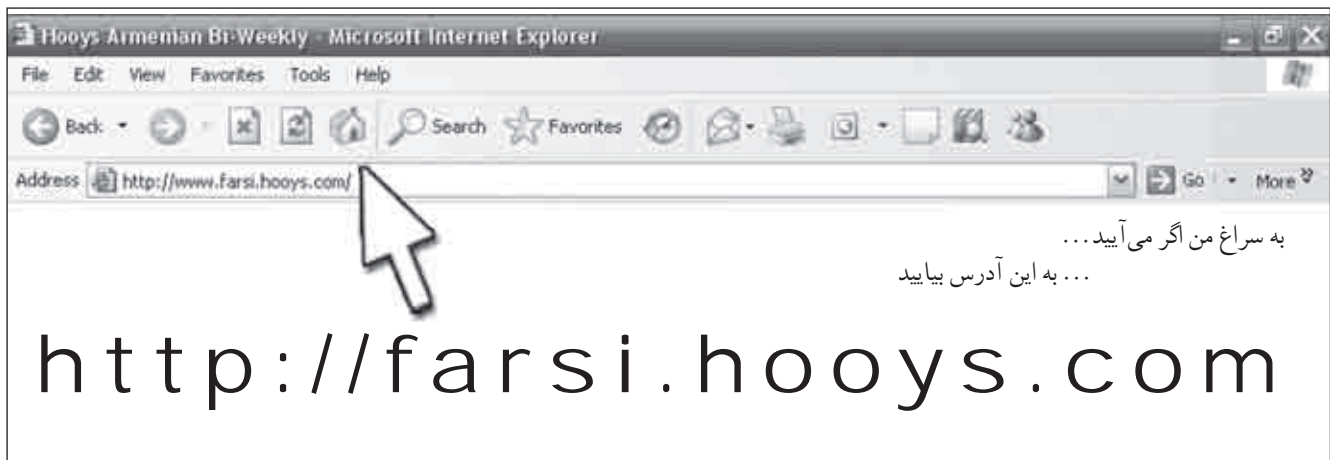 Hooys Armenian Bi-Weekly - Microsoft Internet Explorer
File Edit View Favorites Tools Help
Back Search Favorites
Address http://www.farsi.hooys.com/ Go More
به سراغ من اگر می‌آیید...
... به این آدرس بیایید
http://farsi.hooys.com